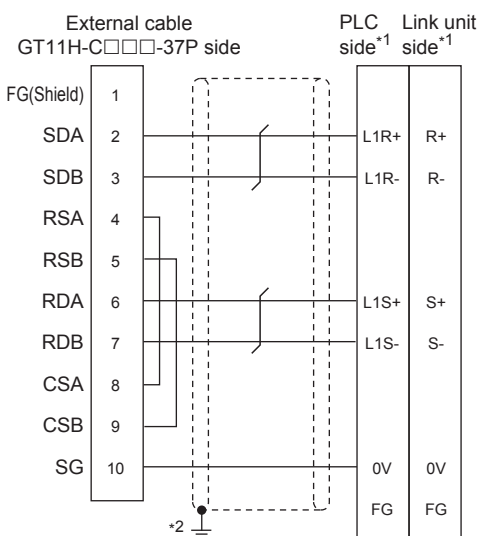 External cable
GT11H-C□□□-37P side
PLC side*1
Link unit side*1
FG(Shield) 1
SDA 2 L1R+ R+
SDB 3 L1R- R-
RSA 4
RSB 5
RDA 6 L1S+ S+
RDB 7 L1S- S-
CSA 8
CSB 9
SG 10 0V 0V
FG FG
*2